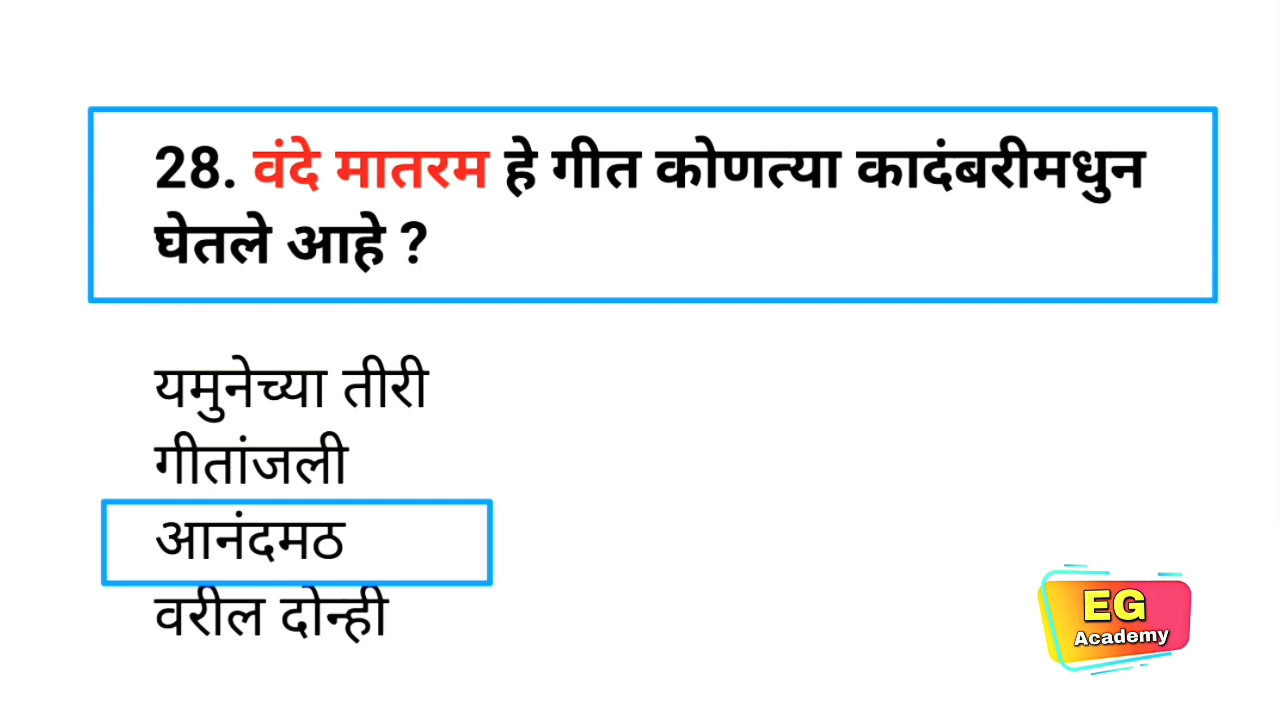 28. वंदे मातरम हे गीत कोणत्या कादंबरीमधुन
घेतले आहे ?
यमुनेच्या तीरी
गीतांजली
आनंदमठ
वरील दोन्ही
EG
Academy